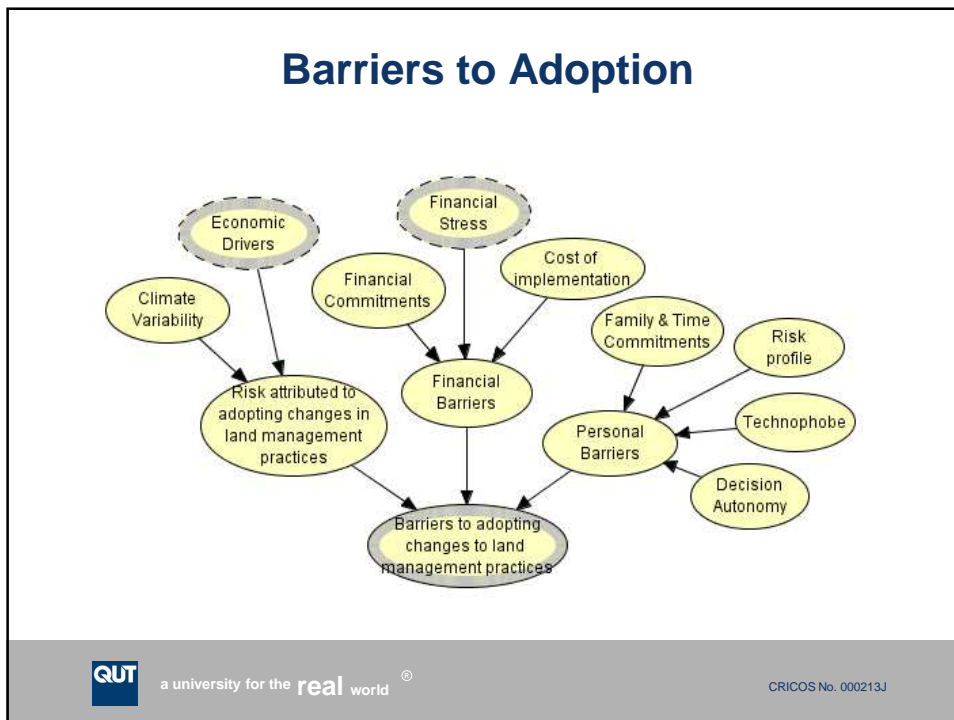 Barriers to Adoption
Economic
Drivers
Financial
Stress
Cost of
implementation
Financial
Commitments
Climate
Variability
Family & Time
Commitments
Risk
profile
Risk attributed to
adopting changes in
land management
practices
Financial
Barriers
Personal
Barriers
Technophobe
Decision
Autonomy
Barriers to adopting
changes to land
management practices
QUT
a university for the real world ®
CRICOS No. 000213J